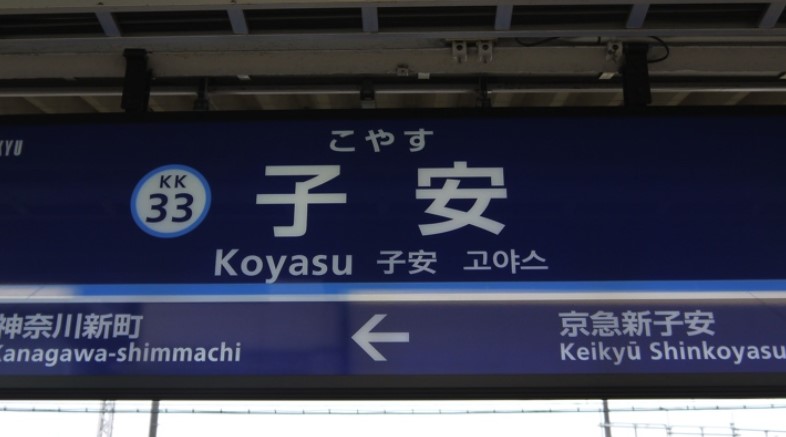 こやす
KK
33
子安
Koyasu 子安 고야스
神奈川新町 ← 京急新子安
Kanagawa-shimmachi Keikyū Shinkoyasu